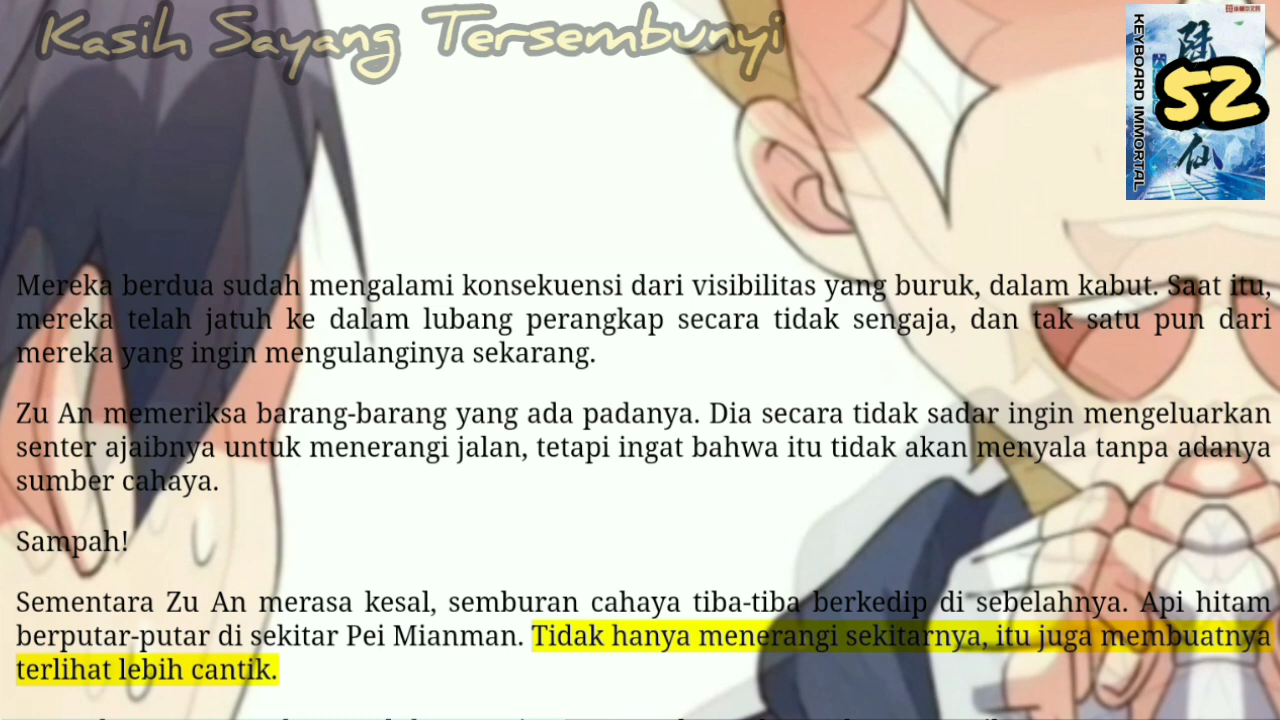 Kasih Sayang Tersembunyi
KEYBOARD IMMORTAL
52
仙
Mereka berdua sudah mengalami konsekuensi dari visibilitas yang buruk, dalam kabut. Saat itu,
mereka telah jatuh ke dalam lubang perangkap secara tidak sengaja, dan tak satu pun dari
mereka yang ingin mengulanginya sekarang.
Zu An memeriksa barang-barang yang ada padanya. Dia secara tidak sadar ingin mengeluarkan
senter ajaibnya untuk menerangi jalan, tetapi ingat bahwa itu tidak akan menyala tanpa adanya
sumber cahaya.
Sampah!
Sementara Zu An merasa kesal, semburan cahaya tiba-tiba berkedip di sebelahnya. Api hitam
berputar-putar di sekitar Pei Mianman. Tidak hanya menerangi sekitarnya, itu juga membuatnya
terlihat lebih cantik.